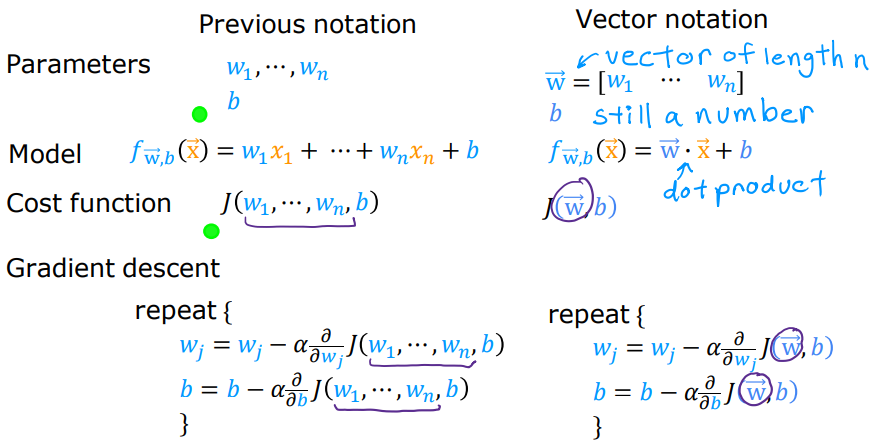 Previous notation Vector notation
Parameters w₁, ⋯, wₙ vector of length n
w⃗ = [w₁ ⋯ wₙ]
b b still a number
Model f_w⃗,b(x⃗) = w₁x₁ + ⋯ + wₙxₙ + b f_w⃗,b(x⃗) = w⃗ · x⃗ + b
dot product
Cost function J(w₁, ⋯, wₙ, b) J(w⃗, b)
Gradient descent
repeat { repeat {
wⱼ = wⱼ − α ∂/∂wⱼ J(w₁, ⋯, wₙ, b) wⱼ = wⱼ − α ∂/∂wⱼ J(w⃗, b)
b = b − α ∂/∂b J(w₁, ⋯, wₙ, b) b = b − α ∂/∂b J(w⃗, b)
} }